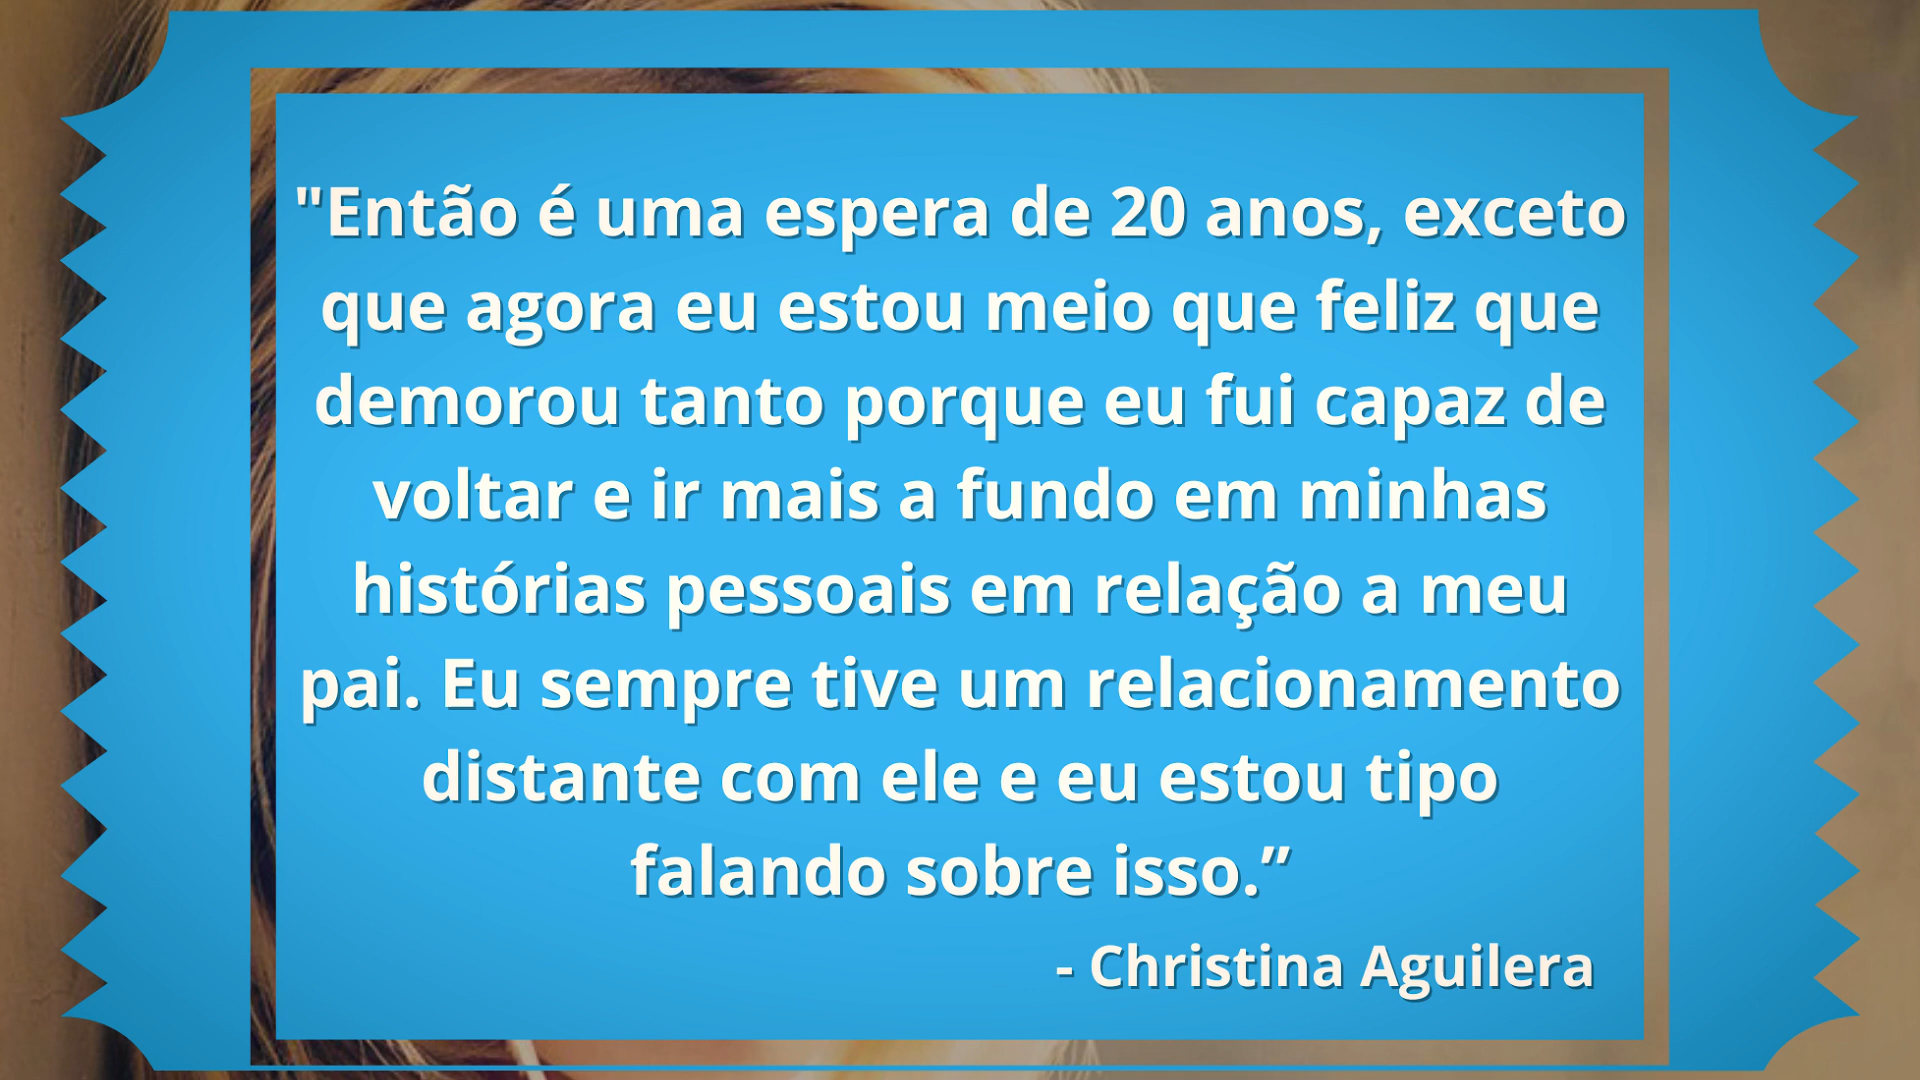 "Então é uma espera de 20 anos, exceto
que agora eu estou meio que feliz que
demorou tanto porque eu fui capaz de
voltar e ir mais a fundo em minhas
histórias pessoais em relação a meu
pai. Eu sempre tive um relacionamento
distante com ele e eu estou tipo
falando sobre isso.”
- Christina Aguilera